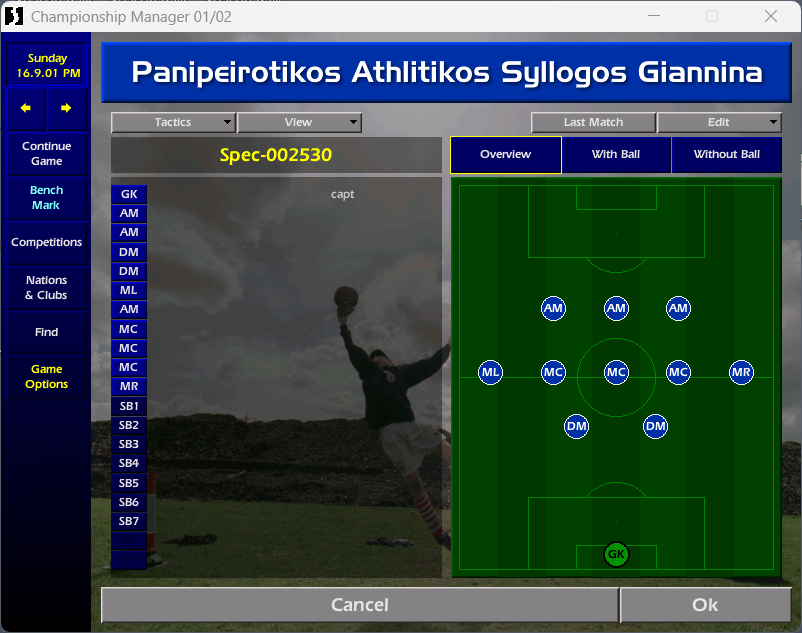 Championship Manager 01/02
Sunday
16.9.01 PM
Continue
Game
Bench
Mark
Competitions
Nations
& Clubs
Find
Game
Options
Panipeirotikos Athlitikos Syllogos Giannina
Tactics
View
Last Match
Edit
Spec-002530
Overview
With Ball
Without Ball
GK capt
AM
AM
DM
DM
ML
AM
MC
MC
MC
MR
SB1
SB2
SB3
SB4
SB5
SB6
SB7
AM AM AM
ML MC MC MC MR
DM DM
GK
Cancel
Ok